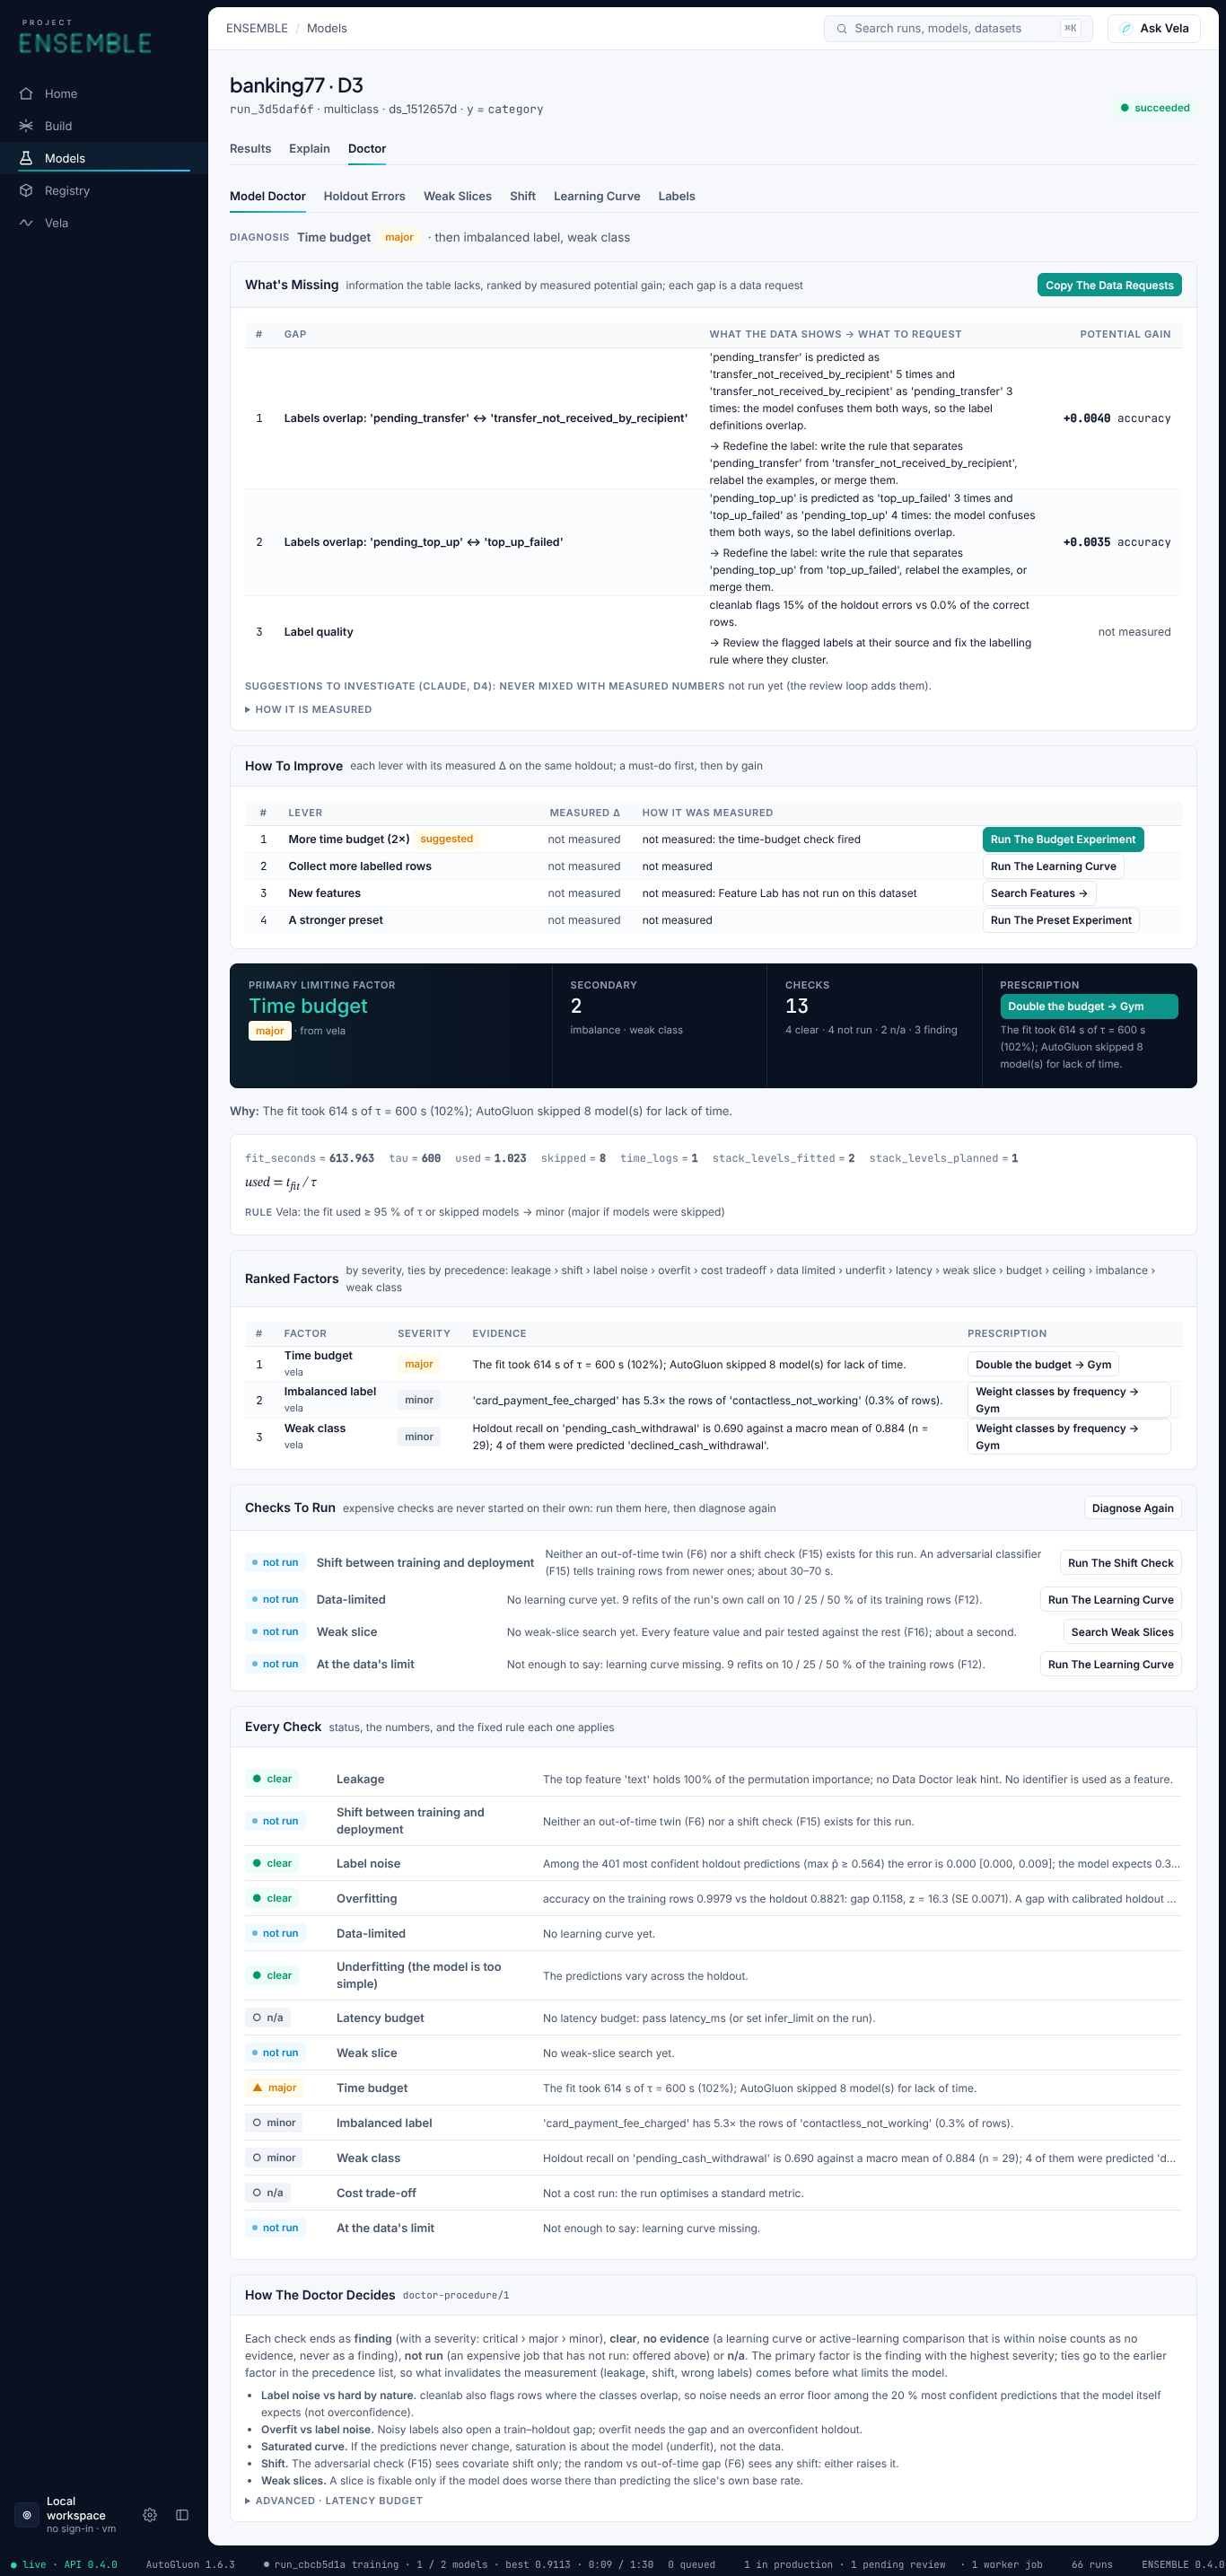 PROJECT
ENSEMBLE
Home
Build
Models
Registry
Vela
ENSEMBLE / Models
Search runs, models, datasets ⌘K
Ask Vela
banking77 · D3
run_3d5daf6f · multiclass · ds_1512657d · y = category
succeeded
Results Explain Doctor
Model Doctor Holdout Errors Weak Slices Shift Learning Curve Labels
DIAGNOSIS Time budget major · then imbalanced label, weak class
What's Missing information the table lacks, ranked by measured potential gain; each gap is a data request
Copy The Data Requests
# GAP WHAT THE DATA SHOWS → WHAT TO REQUEST POTENTIAL GAIN
1 Labels overlap: 'pending_transfer' ↔ 'transfer_not_received_by_recipient'
'pending_transfer' is predicted as
'transfer_not_received_by_recipient' 5 times and
'transfer_not_received_by_recipient' as 'pending_transfer' 3
times: the model confuses them both ways, so the label
definitions overlap.
→ Redefine the label: write the rule that separates
'pending_transfer' from 'transfer_not_received_by_recipient',
relabel the examples, or merge them.
+0.0040 accuracy
2 Labels overlap: 'pending_top_up' ↔ 'top_up_failed'
'pending_top_up' is predicted as 'top_up_failed' 3 times and
'top_up_failed' as 'pending_top_up' 4 times: the model confuses
them both ways, so the label definitions overlap.
→ Redefine the label: write the rule that separates
'pending_top_up' from 'top_up_failed', relabel the examples, or
merge them.
+0.0035 accuracy
3 Label quality
cleanlab flags 15% of the holdout errors vs 0.0% of the correct
rows.
→ Review the flagged labels at their source and fix the labelling
rule where they cluster.
not measured
SUGGESTIONS TO INVESTIGATE (CLAUDE, D4): NEVER MIXED WITH MEASURED NUMBERS not run yet (the review loop adds them).
▶ HOW IT IS MEASURED
How To Improve each lever with its measured Δ on the same holdout; a must-do first, then by gain
# LEVER MEASURED Δ HOW IT WAS MEASURED
1 More time budget (2×) suggested not measured not measured: the time-budget check fired Run The Budget Experiment
2 Collect more labelled rows not measured not measured Run The Learning Curve
3 New features not measured not measured: Feature Lab has not run on this dataset Search Features →
4 A stronger preset not measured not measured Run The Preset Experiment
PRIMARY LIMITING FACTOR
Time budget
major · from vela
SECONDARY
2
imbalance · weak class
CHECKS
13
4 clear · 4 not run · 2 n/a · 3 finding
PRESCRIPTION
Double the budget → Gym
The fit took 614 s of τ = 600 s
(102%); AutoGluon skipped 8
model(s) for lack of time.
Why: The fit took 614 s of τ = 600 s (102%); AutoGluon skipped 8 model(s) for lack of time.
fit_seconds = 613.963 tau = 600 used = 1.023 skipped = 8 time_logs = 1 stack_levels_fitted = 2 stack_levels_planned = 1
used = tfit / τ
RULE Vela: the fit used ≥ 95 % of τ or skipped models → minor (major if models were skipped)
Ranked Factors
by severity, ties by precedence: leakage › shift › label noise › overfit › cost tradeoff › data limited › underfit › latency › weak slice › budget › ceiling › imbalance ›
weak class
# FACTOR SEVERITY EVIDENCE PRESCRIPTION
1 Time budget
vela
major The fit took 614 s of τ = 600 s (102%); AutoGluon skipped 8 model(s) for lack of time. Double the budget → Gym
2 Imbalanced label
vela
minor 'card_payment_fee_charged' has 5.3× the rows of 'contactless_not_working' (0.3% of rows).
Weight classes by frequency →
Gym
3 Weak class
vela
minor
Holdout recall on 'pending_cash_withdrawal' is 0.690 against a macro mean of 0.884 (n =
29); 4 of them were predicted 'declined_cash_withdrawal'.
Weight classes by frequency →
Gym
Checks To Run expensive checks are never started on their own: run them here, then diagnose again
Diagnose Again
not run Shift between training and deployment
Neither an out-of-time twin (F6) nor a shift check (F15) exists for this run. An adversarial classifier
(F15) tells training rows from newer ones; about 30–70 s.
Run The Shift Check
not run Data-limited No learning curve yet. 9 refits of the run's own call on 10 / 25 / 50 % of its training rows (F12). Run The Learning Curve
not run Weak slice No weak-slice search yet. Every feature value and pair tested against the rest (F16); about a second. Search Weak Slices
not run At the data's limit Not enough to say: learning curve missing. 9 refits on 10 / 25 / 50 % of the training rows (F12). Run The Learning Curve
Every Check status, the numbers, and the fixed rule each one applies
clear Leakage The top feature 'text' holds 100% of the permutation importance; no Data Doctor leak hint. No identifier is used as a feature.
not run Shift between training and
deployment
Neither an out-of-time twin (F6) nor a shift check (F15) exists for this run.
clear Label noise Among the 401 most confident holdout predictions (max p̂ ≥ 0.564) the error is 0.000 [0.000, 0.009]; the model expects 0.3…
clear Overfitting accuracy on the training rows 0.9979 vs the holdout 0.8821: gap 0.1158, z = 16.3 (SE 0.0071). A gap with calibrated holdout …
not run Data-limited No learning curve yet.
clear Underfitting (the model is too
simple)
The predictions vary across the holdout.
n/a Latency budget No latency budget: pass latency_ms (or set infer_limit on the run).
not run Weak slice No weak-slice search yet.
major Time budget The fit took 614 s of τ = 600 s (102%); AutoGluon skipped 8 model(s) for lack of time.
minor Imbalanced label 'card_payment_fee_charged' has 5.3× the rows of 'contactless_not_working' (0.3% of rows).
minor Weak class Holdout recall on 'pending_cash_withdrawal' is 0.690 against a macro mean of 0.884 (n = 29); 4 of them were predicted 'd…
n/a Cost trade-off Not a cost run: the run optimises a standard metric.
not run At the data's limit Not enough to say: learning curve missing.
How The Doctor Decides doctor-procedure/1
Each check ends as finding (with a severity: critical › major › minor), clear, no evidence (a learning curve or active-learning comparison that is within noise counts as no
evidence, never as a finding), not run (an expensive job that has not run: offered above) or n/a. The primary factor is the finding with the highest severity; ties go to the earlier
factor in the precedence list, so what invalidates the measurement (leakage, shift, wrong labels) comes before what limits the model.
• Label noise vs hard by nature. cleanlab also flags rows where the classes overlap, so noise needs an error floor among the 20 % most confident predictions that the model itself
expects (not overconfidence).
• Overfit vs label noise. Noisy labels also open a train–holdout gap; overfit needs the gap and an overconfident holdout.
• Saturated curve. If the predictions never change, saturation is about the model (underfit), not the data.
• Shift. The adversarial check (F15) sees covariate shift only; the random vs out-of-time gap (F6) sees any shift: either raises it.
• Weak slices. A slice is fixable only if the model does worse there than predicting the slice's own base rate.
▶ ADVANCED · LATENCY BUDGET
Local
workspace
no sign-in · vm
live · API 0.4.0 AutoGluon 1.6.3 run_cbcb5d1a training · 1 / 2 models · best 0.9113 · 0:09 / 1:30 0 queued 1 in production · 1 pending review · 1 worker job 66 runs ENSEMBLE 0.4.0